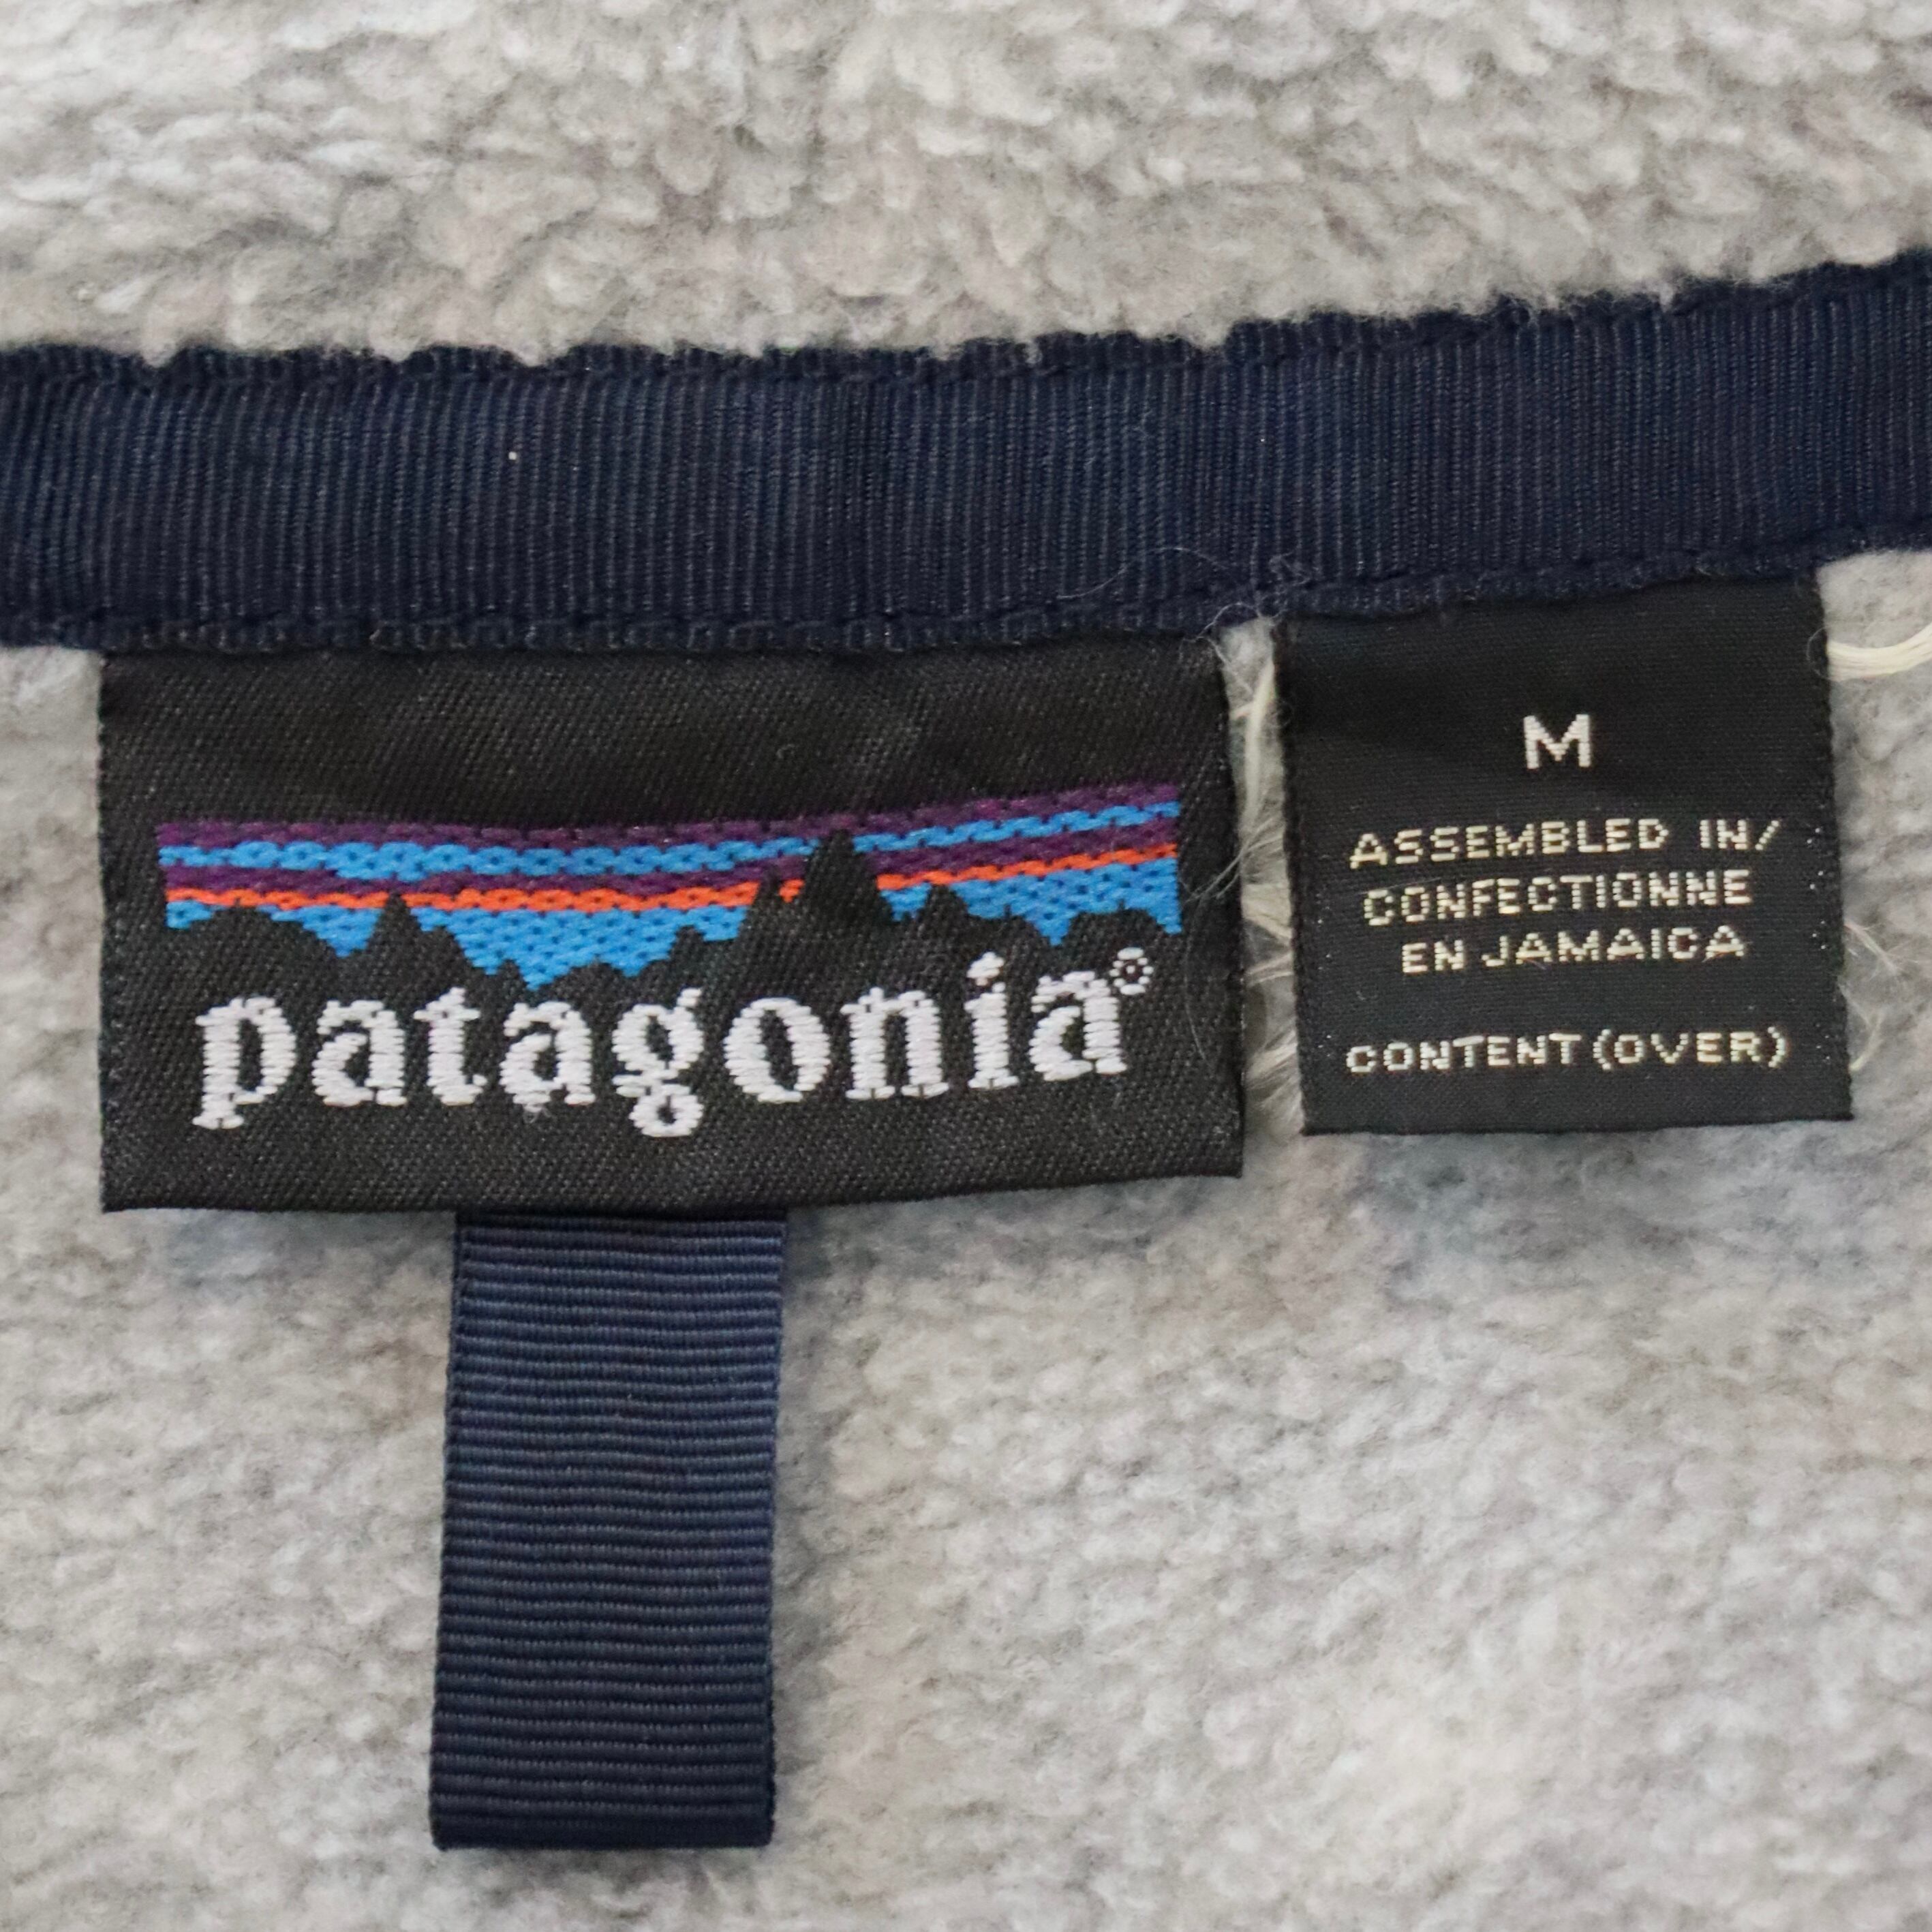 patagonia®
M
ASSEMBLED IN/
CONFECTIONNE
EN JAMAICA
CONTENT (OVER)